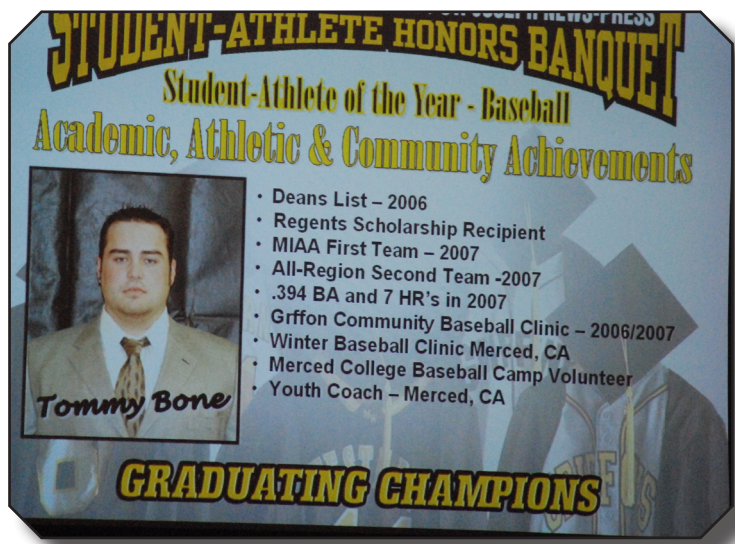 JOSEPH NEWS-PRESS
STUDENT-ATHLETE HONORS BANQUET
Student-Athlete of the Year - Baseball
Academic, Athletic & Community Achievements
• Deans List – 2006
• Regents Scholarship Recipient
• MIAA First Team – 2007
• All-Region Second Team -2007
• .394 BA and 7 HR's in 2007
• Grffon Community Baseball Clinic – 2006/2007
• Winter Baseball Clinic Merced, CA
• Merced College Baseball Camp Volunteer
• Youth Coach – Merced, CA
Tommy Bone
GRADUATING CHAMPIONS